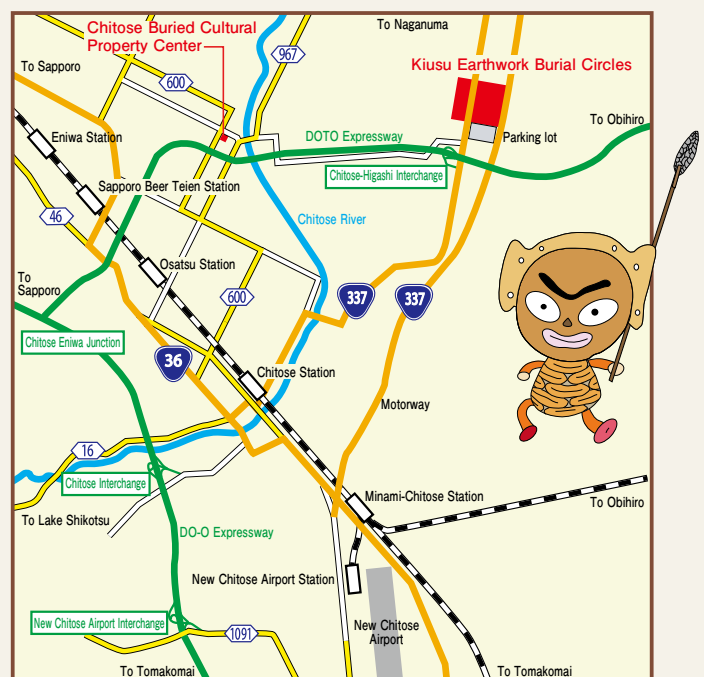 To Naganuma
Chitose Buried Cultural
Property Center
967
To Sapporo
600
Kiusu Earthwork Burial Circles
To Obihiro
Eniwa Station
DOTO Expressway
Parking lot
Chitose-Higashi Interchange
Sapporo Beer Teien Station
46
Chitose River
Osatsu Station
To
Sapporo
600
337
337
Chitose Eniwa Junction
36
Chitose Station
Motorway
16
Chitose Interchange
Minami-Chitose Station
To Obihiro
To Lake Shikotsu
DO-O Expressway
New Chitose Airport Station
New Chitose Airport Interchange
New Chitose
Airport
1091
To Tomakomai
To Tomakomai